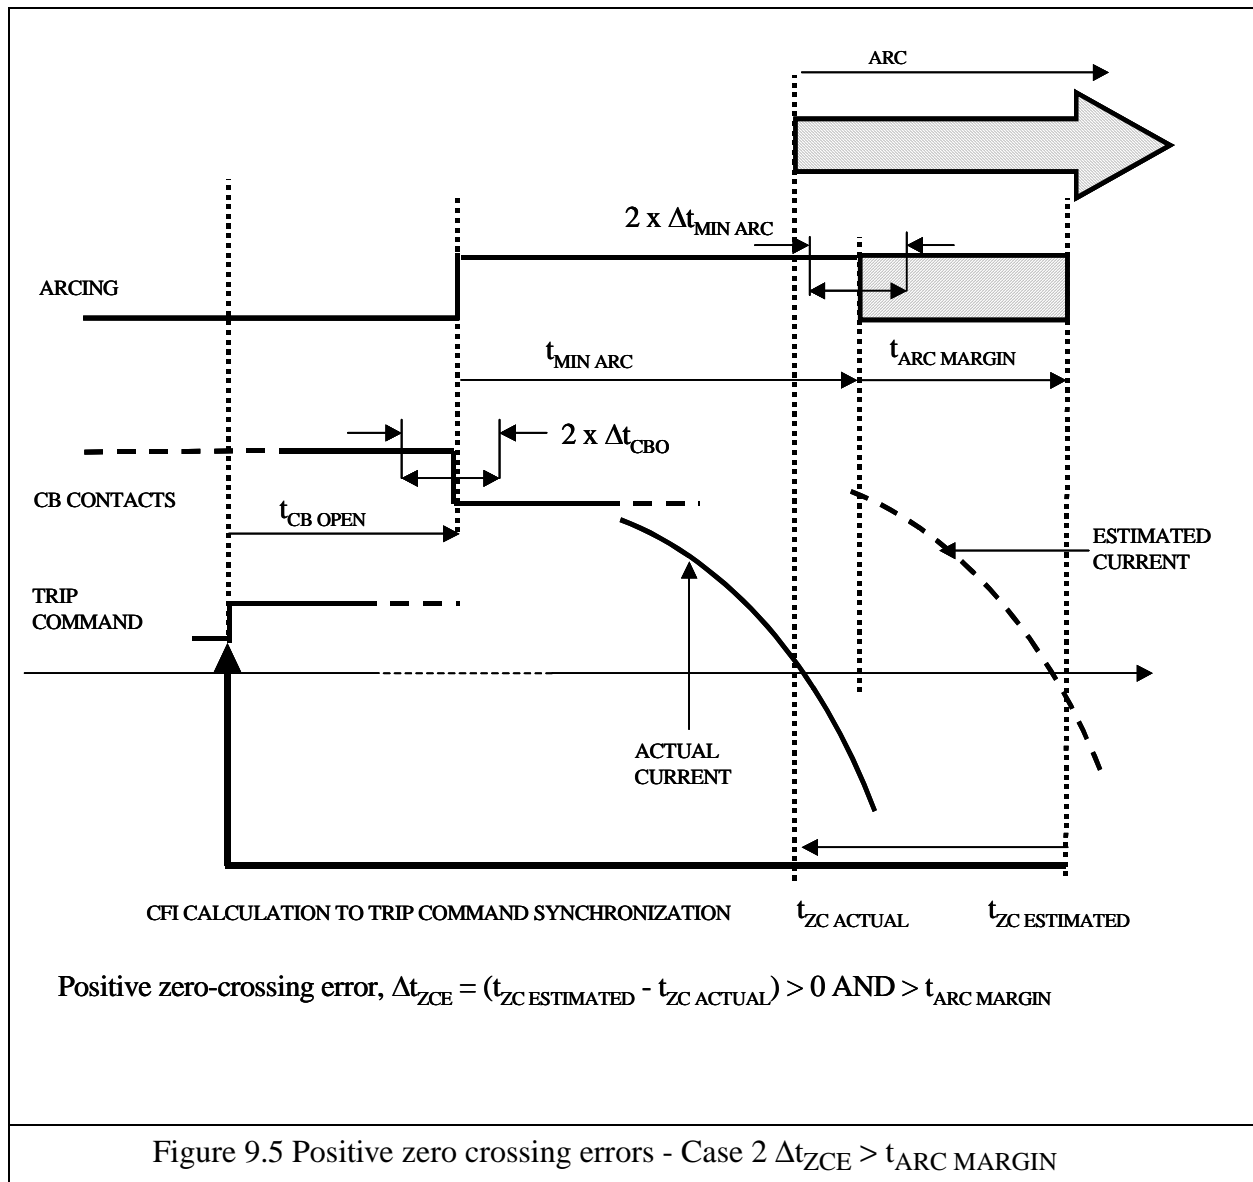 ARC
2 x Δt_MIN ARC
ARCING
t_MIN ARC
t_ARC MARGIN
2 x Δt_CBO
CB CONTACTS
t_CB OPEN
ESTIMATED
CURRENT
TRIP
COMMAND
ACTUAL
CURRENT
CFI CALCULATION TO TRIP COMMAND SYNCHRONIZATION
t_ZC ACTUAL
t_ZC ESTIMATED
Positive zero-crossing error, Δt_ZCE = (t_ZC ESTIMATED - t_ZC ACTUAL) > 0 AND > t_ARC MARGIN
Figure 9.5 Positive zero crossing errors - Case 2 Δt_ZCE > t_ARC MARGIN